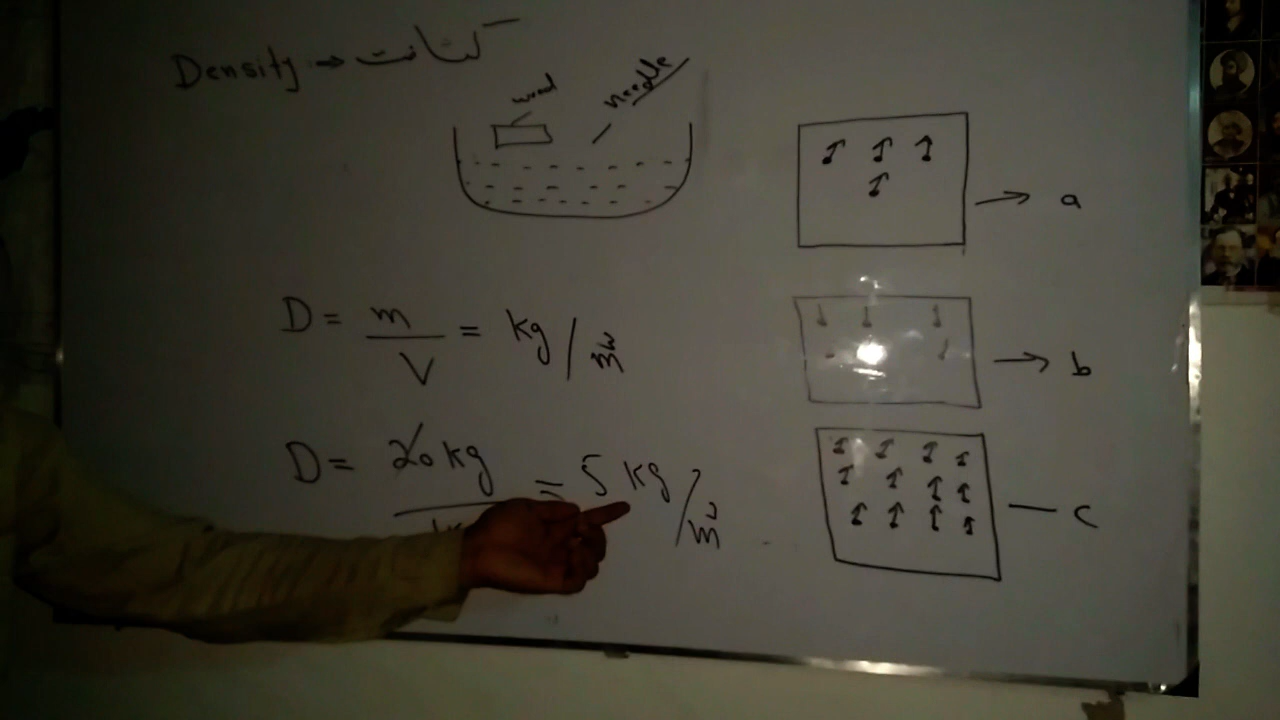 Density → کثافت
wood
needle
a
D = m / V = kg / m³
b
D = 20 kg
= 5 kg / m³
c